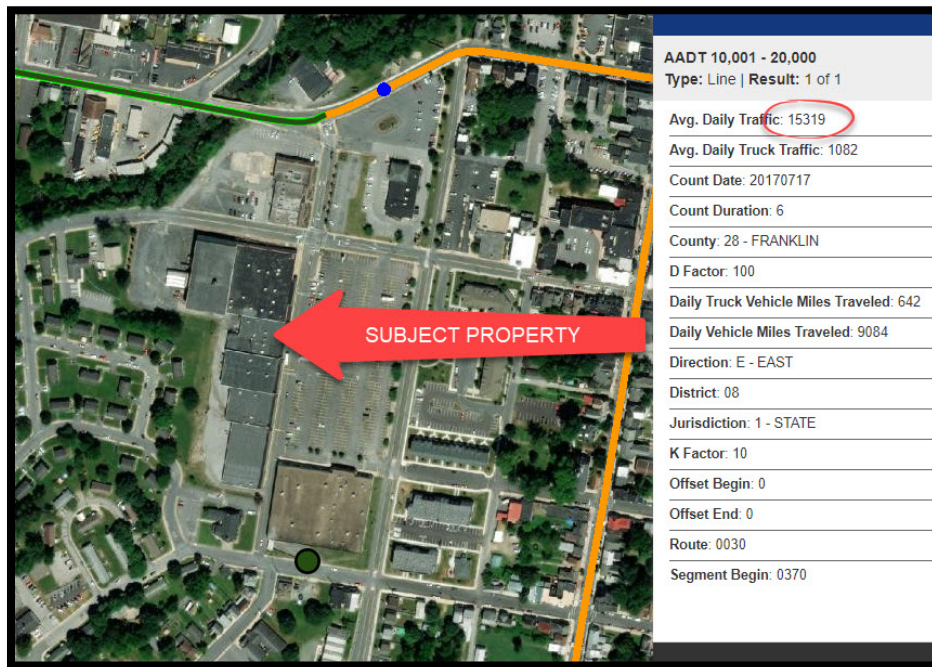 SUBJECT PROPERTY
AADT 10,001 - 20,000
Type: Line | Result: 1 of 1
Avg. Daily Traffic: 15319
Avg. Daily Truck Traffic: 1082
Count Date: 20170717
Count Duration: 6
County: 28 - FRANKLIN
D Factor: 100
Daily Truck Vehicle Miles Traveled: 642
Daily Vehicle Miles Traveled: 9084
Direction: E - EAST
District: 08
Jurisdiction: 1 - STATE
K Factor: 10
Offset Begin: 0
Offset End: 0
Route: 0030
Segment Begin: 0370